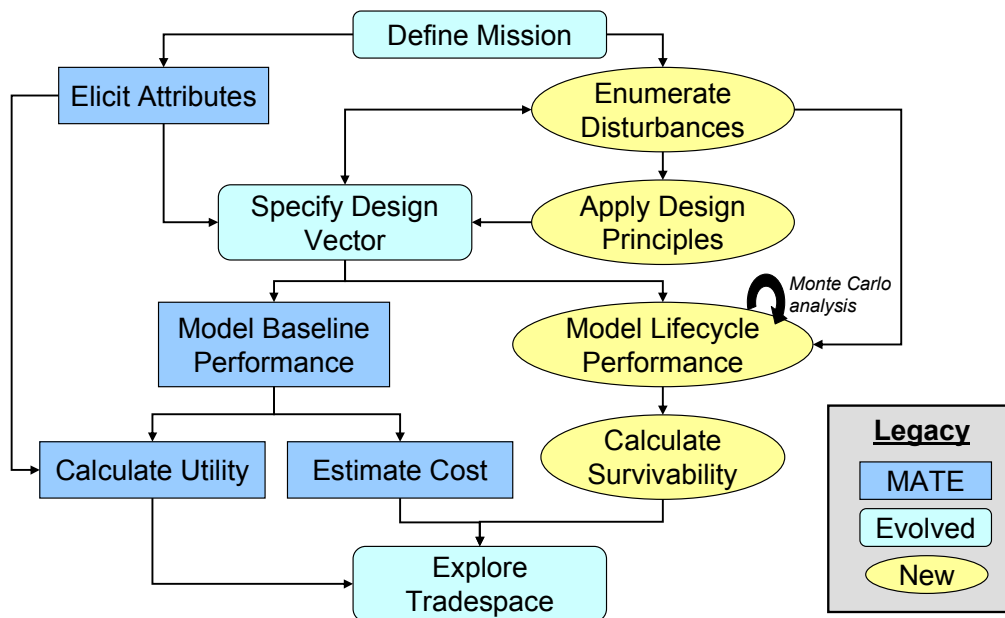 Define Mission
Elicit Attributes
Enumerate
Disturbances
Specify Design
Vector
Apply Design
Principles
Monte Carlo
analysis
Model Baseline
Performance
Model Lifecycle
Performance
Calculate Utility
Estimate Cost
Calculate
Survivability
Explore
Tradespace
Legacy
MATE
Evolved
New